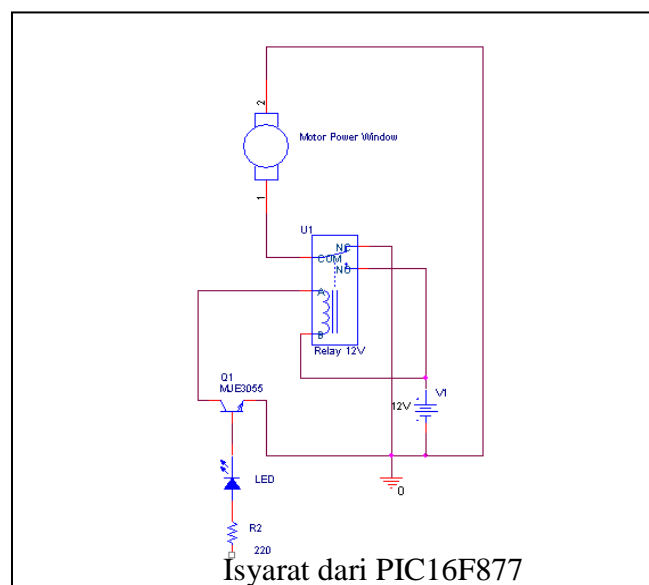 2
Motor Power Window
1
U1
NC
COM
NO
A
B
Relay 12V
Q1
MJE3055
V1
12V
LED
0
R2
220
Isyarat dari PIC16F877